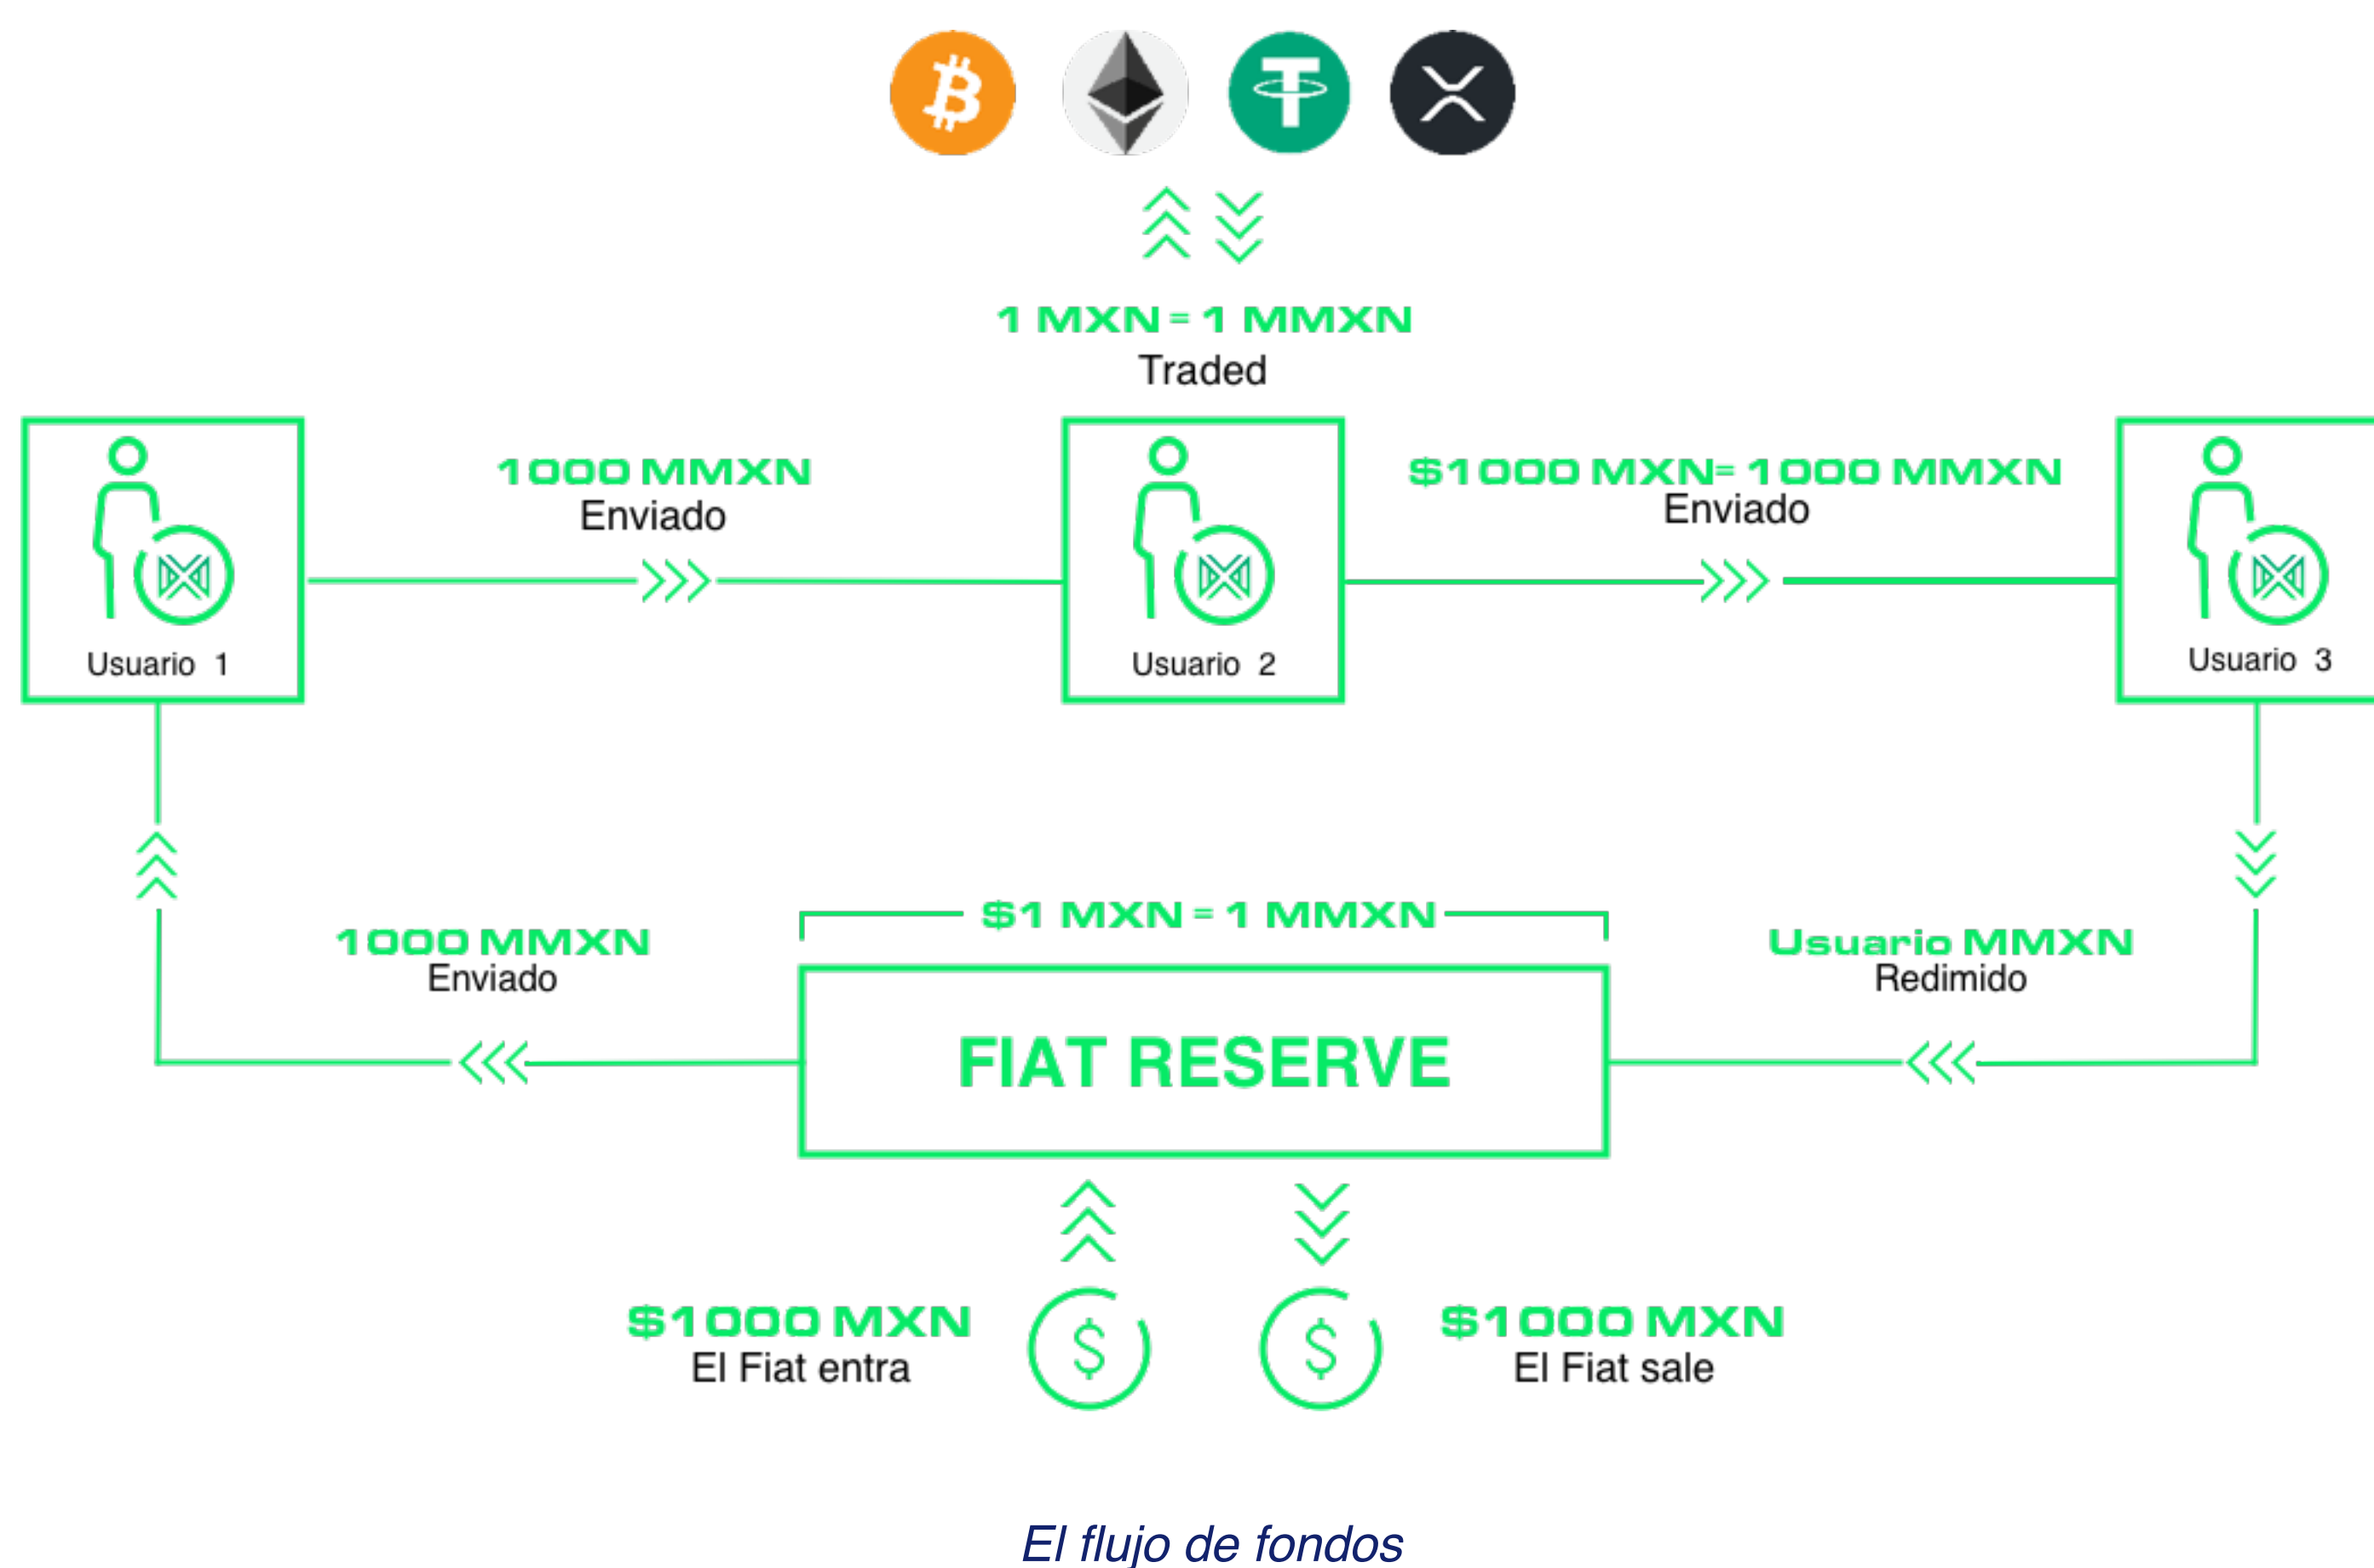 1 MXN = 1 MMXN
Traded
1000 MMXN
Enviado
$1000 MXN= 1000 MMXN
Enviado
Usuario 1
Usuario 2
Usuario 3
$1 MXN = 1 MMXN
1000 MMXN
Enviado
Usuario MMXN
Redimido
FIAT RESERVE
$1000 MXN
El Fiat entra
$
$
$1000 MXN
El Fiat sale
El flujo de fondos